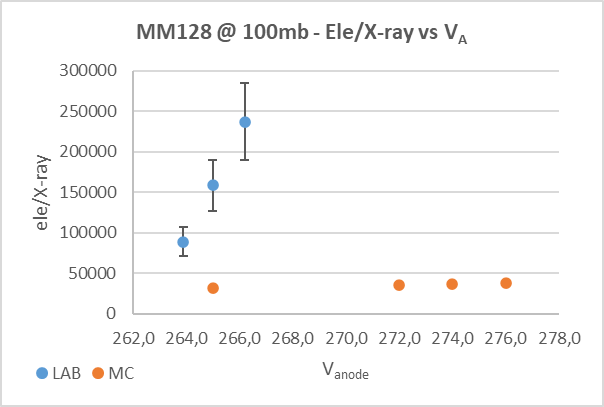 MM128 @ 100mb - Ele/X-ray vs VA
300000
250000
200000
150000
100000
50000
0
ele/X-ray
262,0 264,0 266,0 268,0 270,0 272,0 274,0 276,0 278,0
Vanode
LAB MC